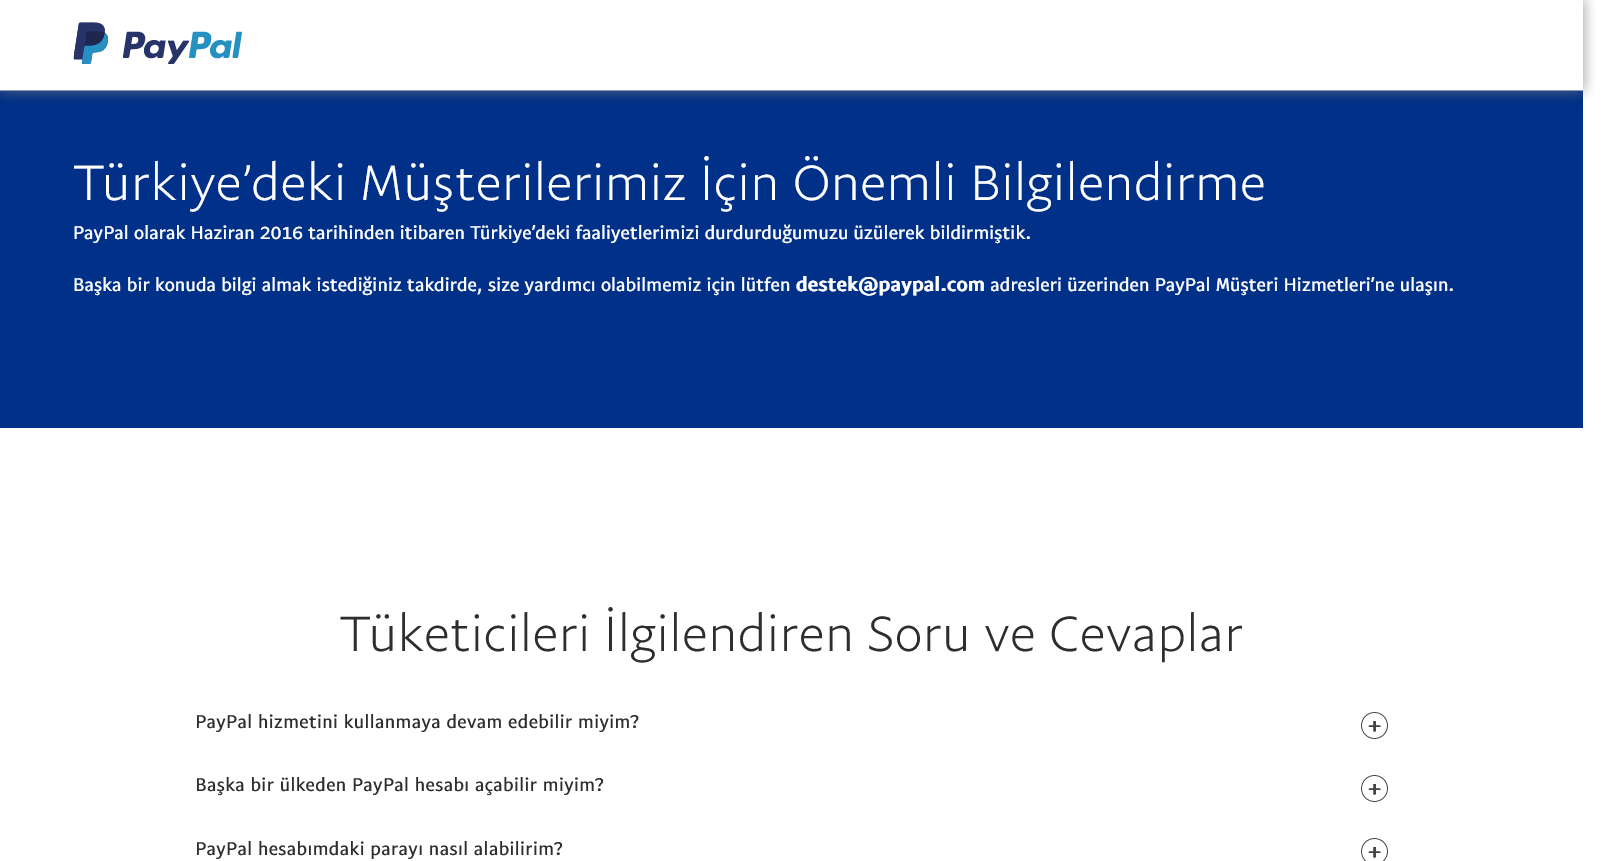 PayPal
Türkiye’deki Müşterilerimiz İçin Önemli Bilgilendirme
PayPal olarak Haziran 2016 tarihinden itibaren Türkiye’deki faaliyetlerimizi durdurduğumuzu üzülerek bildirmiştik.
Başka bir konuda bilgi almak istediğiniz takdirde, size yardımcı olabilmemiz için lütfen destek@paypal.com adresleri üzerinden PayPal Müşteri Hizmetleri’ne ulaşın.
Tüketicileri İlgilendiren Soru ve Cevaplar
PayPal hizmetini kullanmaya devam edebilir miyim?
Başka bir ülkeden PayPal hesabı açabilir miyim?
PayPal hesabımdaki parayı nasıl alabilirim?